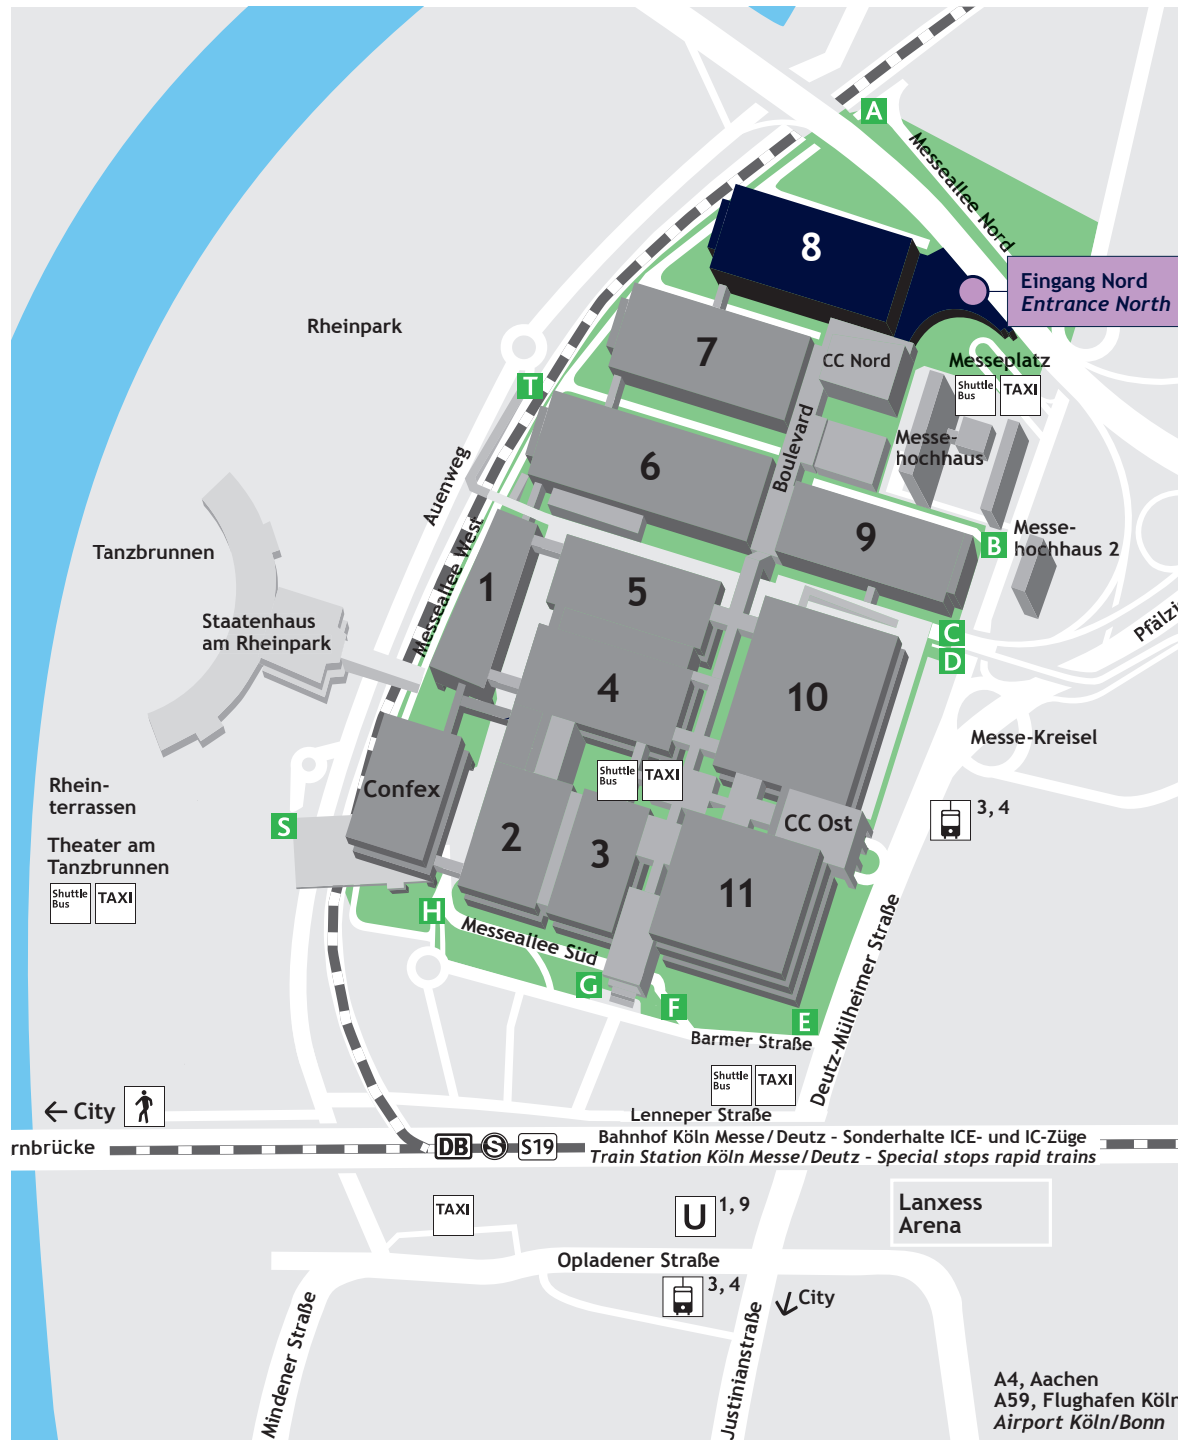 A
Messeallee Nord
8
Eingang Nord
Entrance North
Rheinpark
7
CC Nord
Messeplatz
Shuttle
Bus
TAXI
T
Boulevard
Messe-
hochhaus
6
Auenweg
9
B
Messe-
hochhaus 2
Tanzbrunnen
Messeallee West
1
5
Staatenhaus
am Rheinpark
C
D
4
10
Messe-Kreisel
Shuttle
Bus
TAXI
Rhein-
terrassen
Confex
3, 4
S
CC Ost
Theater am
Tanzbrunnen
2
3
11
Shuttle
Bus
TAXI
H
Messeallee Süd
G
F
E
Deutz-Mülheimer Straße
Barmer Straße
Shuttle
Bus
TAXI
← City
Lenneper Straße
DB
S
S19
Bahnhof Köln Messe/Deutz - Sonderhalte ICE- und IC-Züge
Train Station Köln Messe/Deutz - Special stops rapid trains
TAXI
U
1, 9
Lanxess
Arena
Opladener Straße
3, 4
City
Mindener Straße
Justinianstraße
A4, Aachen
A59, Flughafen Köln
Airport Köln/Bonn